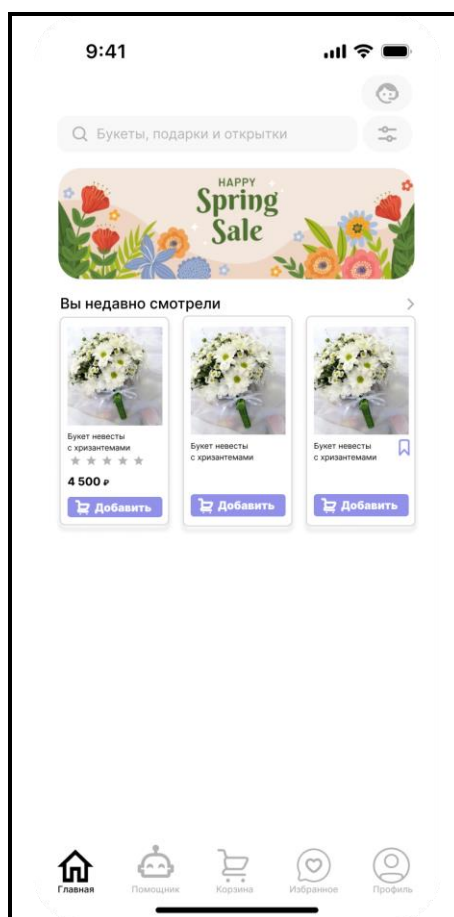 9:41
Букеты, подарки и открытки
HAPPY
Spring
Sale
Вы недавно смотрели
Букет невесты
с хризантемами
4 500 ₽
Добавить
Букет невесты
с хризантемами
Добавить
Букет невесты
с хризантемами
Добавить
Главная
Помощник
Корзина
Избранное
Профиль